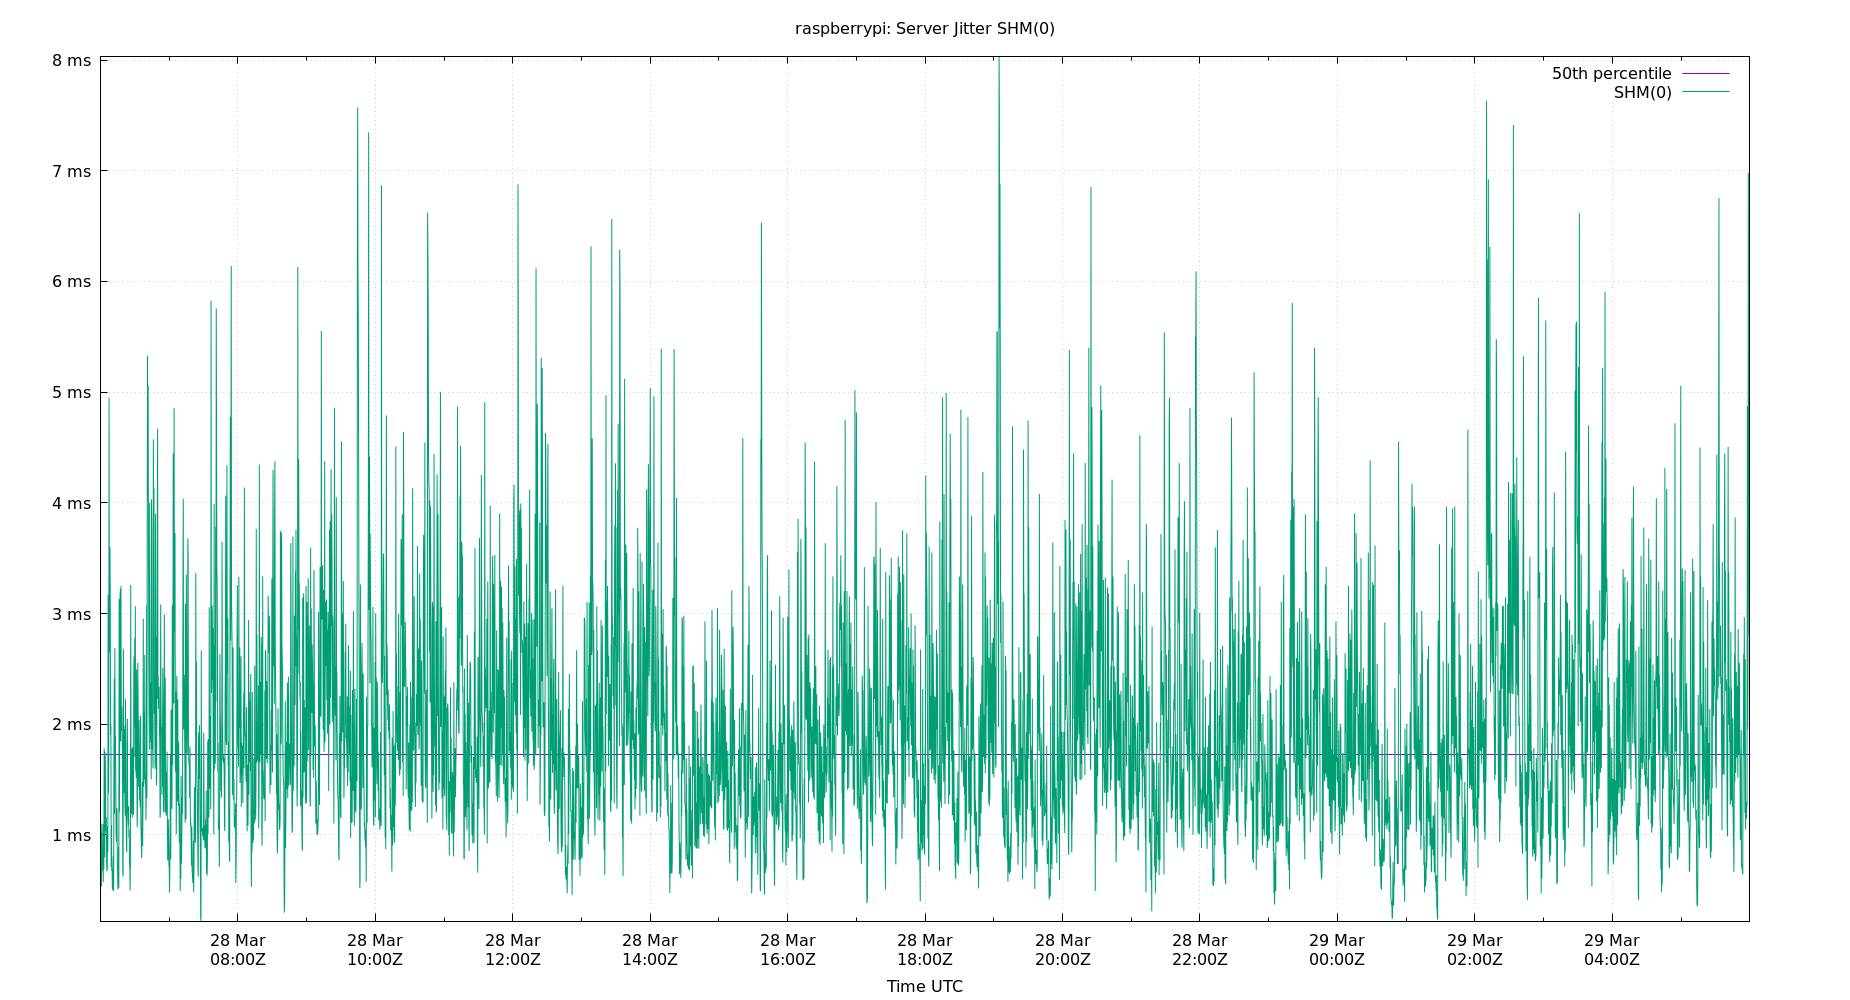 raspberrypi: Server Jitter SHM(0)
8 ms
50th percentile
SHM(0)
7 ms
6 ms
5 ms
4 ms
3 ms
2 ms
1 ms
28 Mar 28 Mar 28 Mar 28 Mar 28 Mar 28 Mar 28 Mar 28 Mar 29 Mar 29 Mar 29 Mar
08:00Z 10:00Z 12:00Z 14:00Z 16:00Z 18:00Z 20:00Z 22:00Z 00:00Z 02:00Z 04:00Z
Time UTC